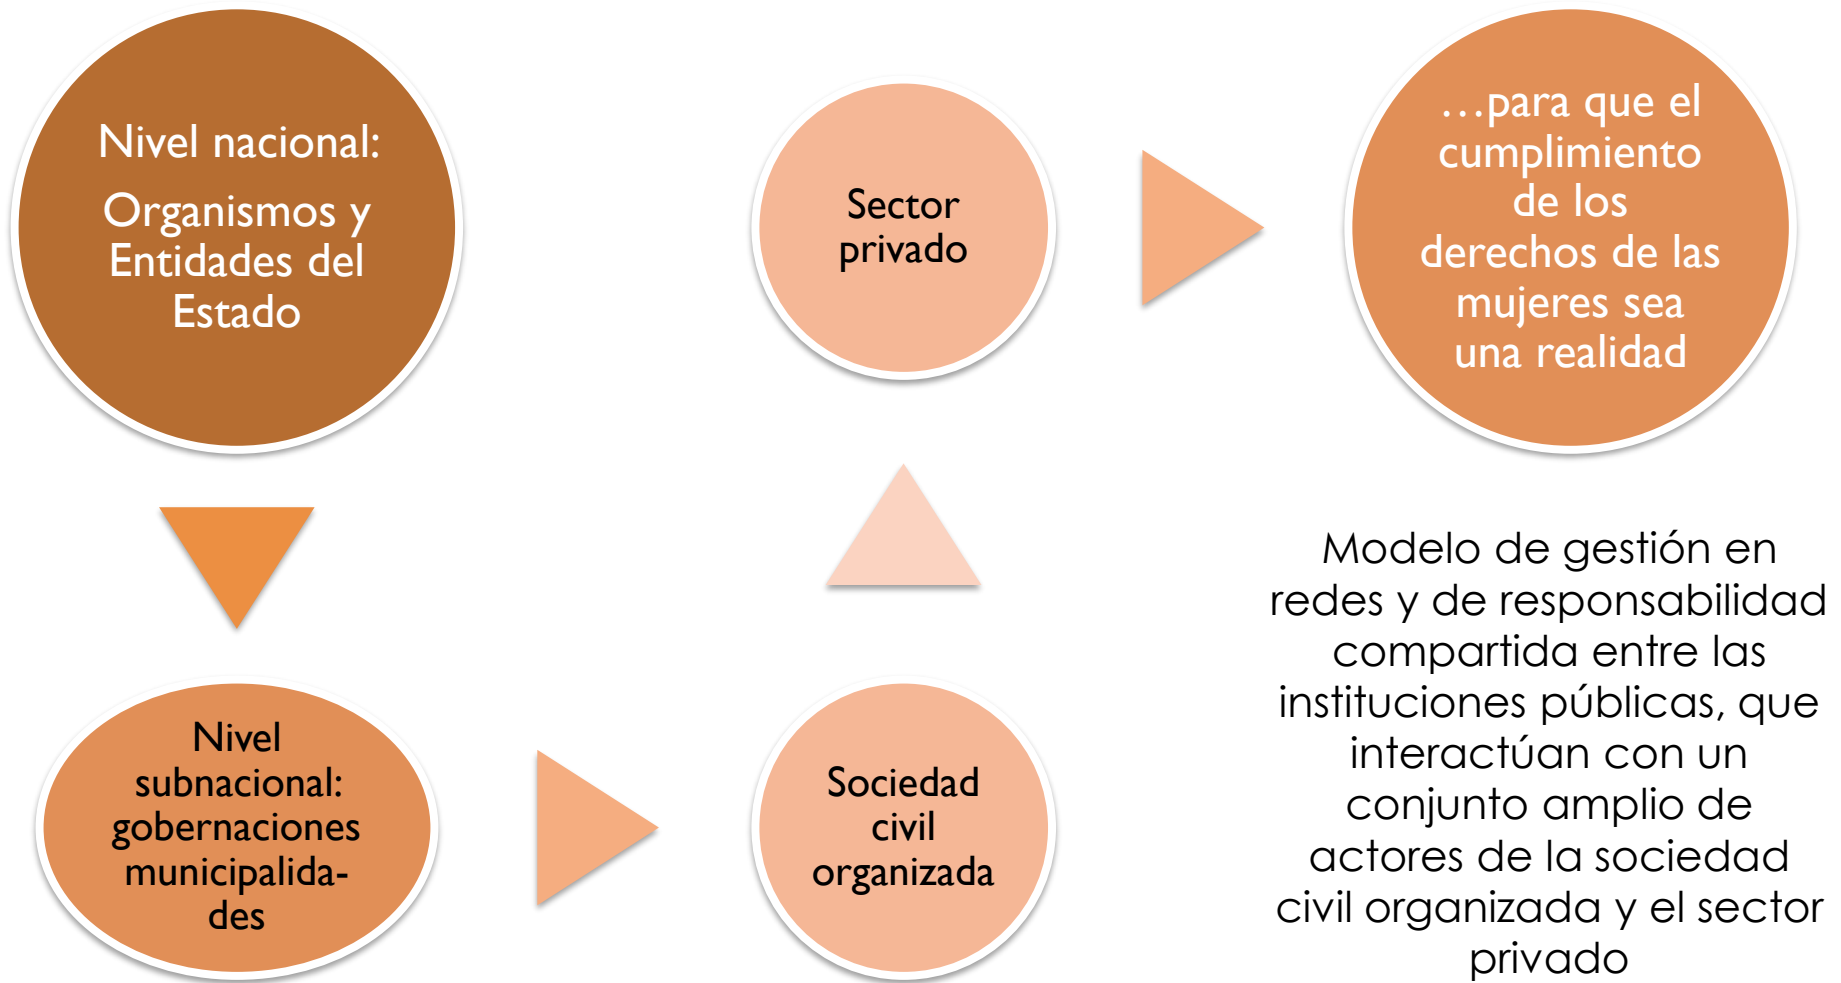 Nivel nacional:
Organismos y
Entidades del
Estado
Nivel
subnacional:
gobernaciones
municipalida-
des
Sociedad
civil
organizada
Sector
privado
…para que el
cumplimiento
de los
derechos de las
mujeres sea
una realidad
Modelo de gestión en
redes y de responsabilidad
compartida entre las
instituciones públicas, que
interactúan con un
conjunto amplio de
actores de la sociedad
civil organizada y el sector
privado